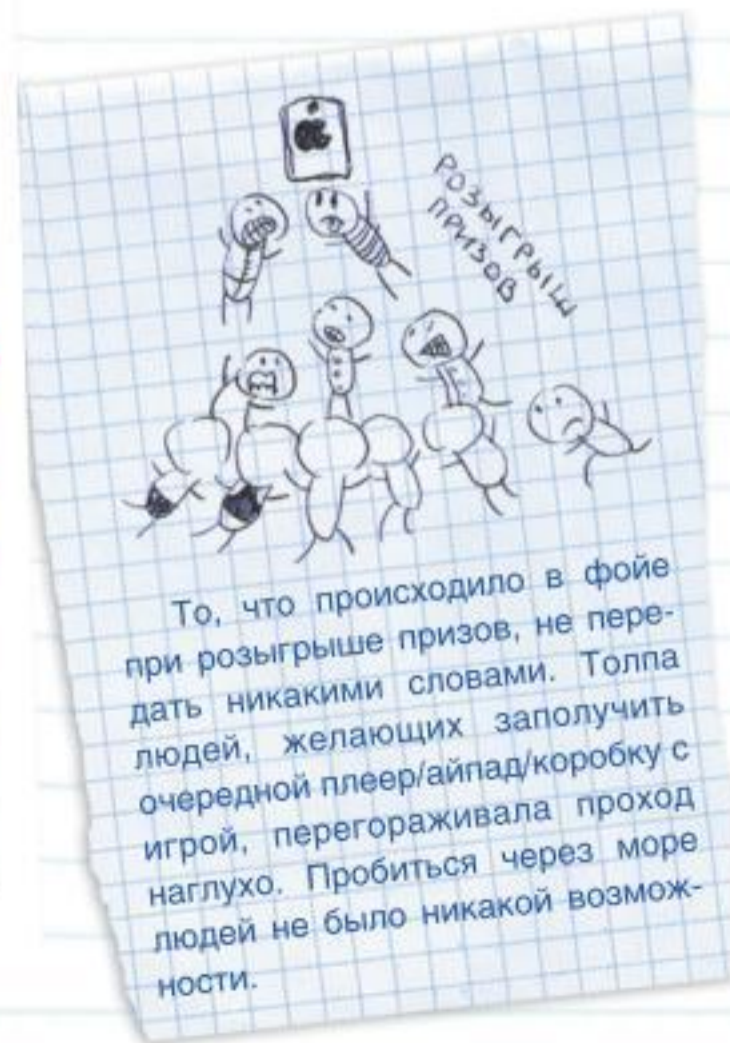 РОЗЫГРЫШ
ПРИЗОВ
То, что происходило в фойе
при розыгрыше призов, не пере-
дать никакими словами. Толпа
людей, желающих заполучить
очередной плеер/айпад/коробку с
игрой, перегораживала проход
наглухо. Пробиться через море
людей не было никакой возмож-
ности.